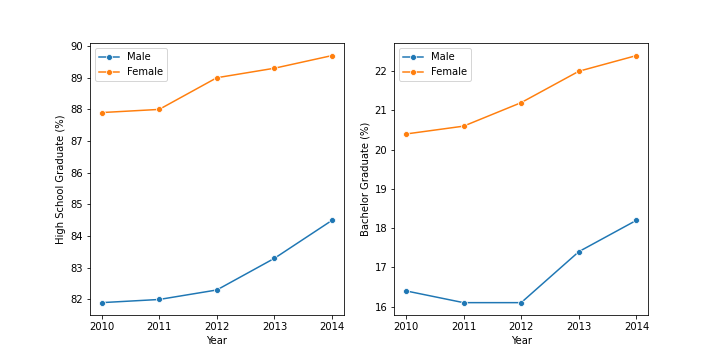 High School Graduate (%)
90
89
88
87
86
85
84
83
82
Male
Female
2010 2011 2012 2013 2014
Year
Bachelor Graduate (%)
22
21
20
19
18
17
16
Male
Female
2010 2011 2012 2013 2014
Year